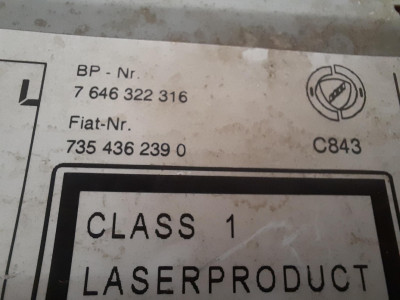 BP - Nr.
7 646 322 316
Fiat-Nr.
735 436 239 0
C843
CLASS 1
LASERPRODUCT